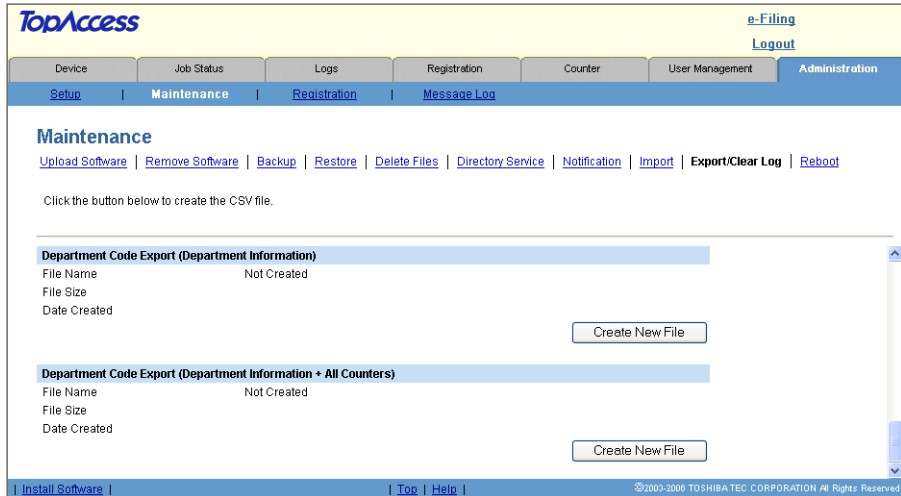 TopAccess
e-Filing
Logout
Device Job Status Logs Registration Counter User Management Administration
Setup | Maintenance | Registration | Message Log
Maintenance
Upload Software | Remove Software | Backup | Restore | Delete Files | Directory Service | Notification | Import | Export/Clear Log | Reboot
Click the button below to create the CSV file.
Department Code Export (Department Information)
File Name Not Created
File Size
Date Created
Create New File
Department Code Export (Department Information + All Counters)
File Name Not Created
File Size
Date Created
Create New File
| Install Software | | Top | Help | ©2003-2006 TOSHIBA TEC CORPORATION All Rights Reserved